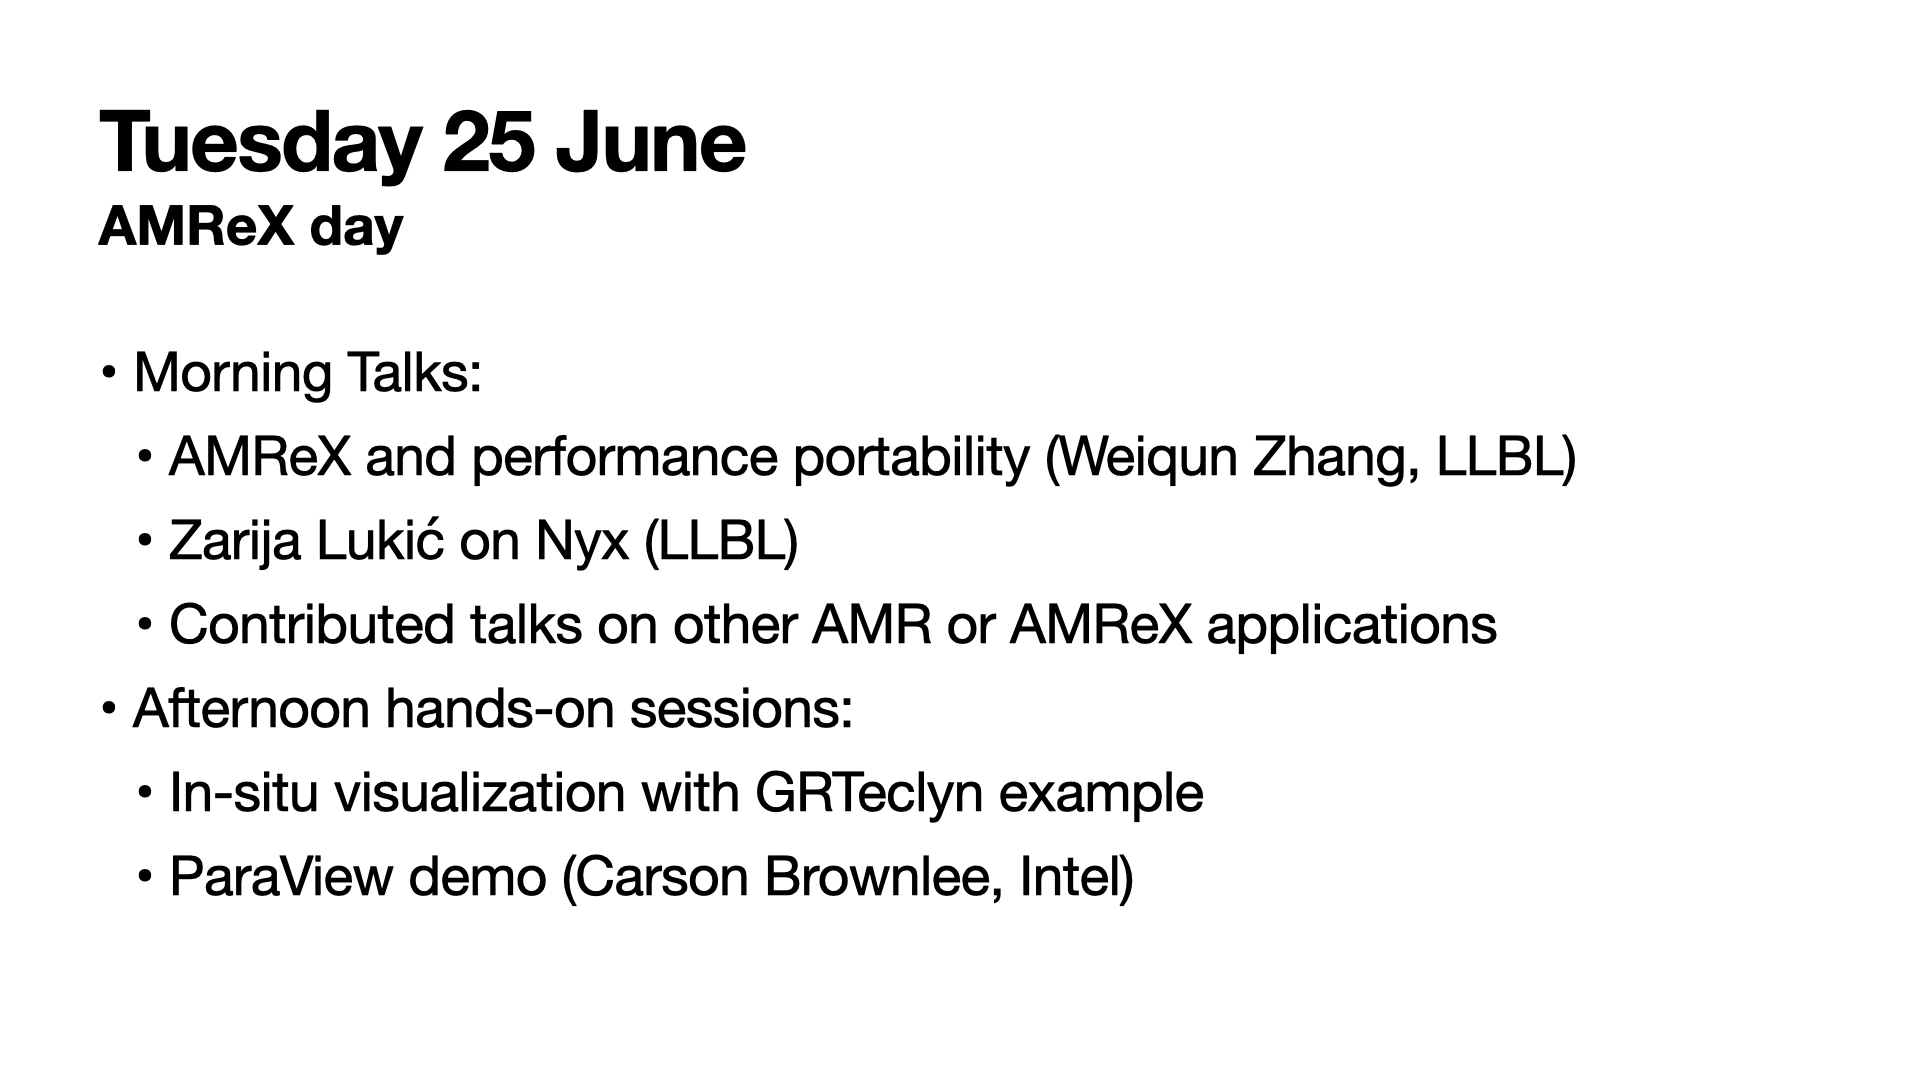 Tuesday 25 June
AMReX day
• Morning Talks:
• AMReX and performance portability (Weiqun Zhang, LLBL)
• Zarija Lukić on Nyx (LLBL)
• Contributed talks on other AMR or AMReX applications
• Afternoon hands-on sessions:
• In-situ visualization with GRTeclyn example
• ParaView demo (Carson Brownlee, Intel)